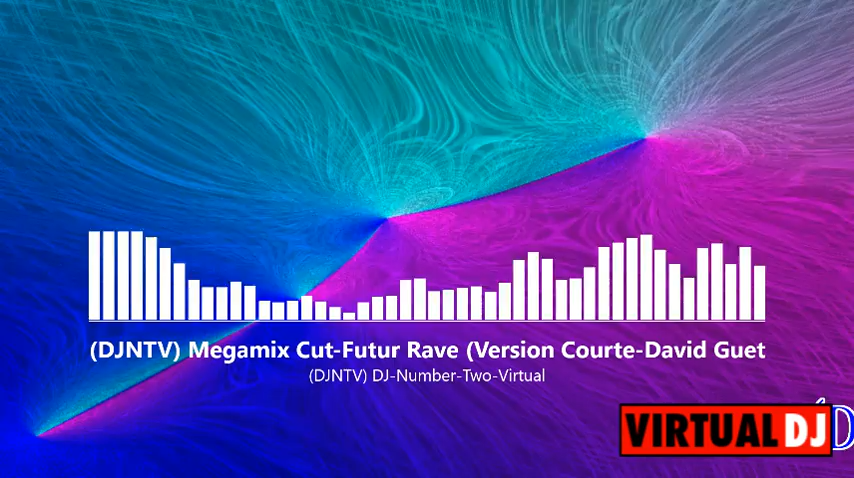 (DJNTV) Megamix Cut-Futur Rave (Version Courte-David Guet
(DJNTV) DJ-Number-Two-Virtual
VIRTUAL DJ